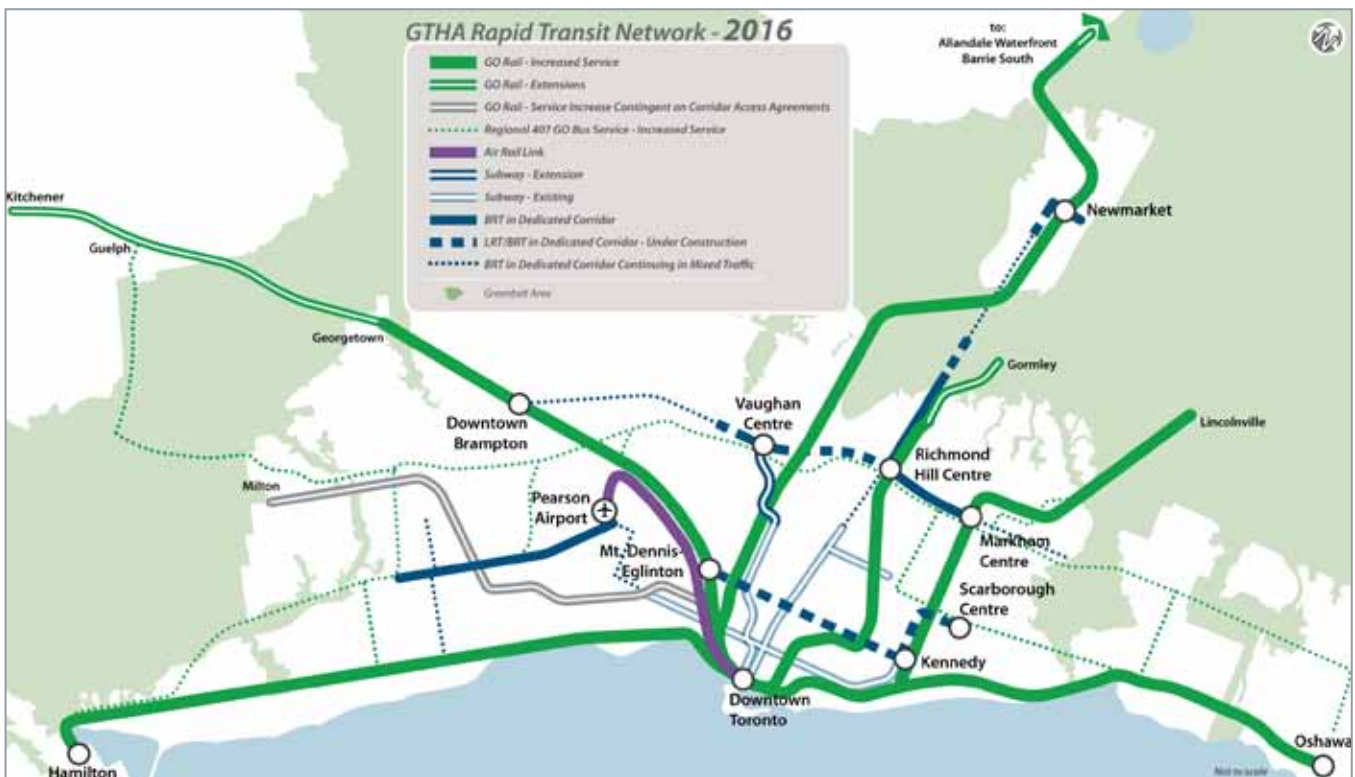 GTHA Rapid Transit Network - 2016
GO Rail - Increased Service
GO Rail - Extensions
GO Rail - Service Increase Contingent on Corridor Access Agreements
Regional 407 GO Bus Service - Increased Service
Air Rail Link
Subway - Extension
Subway - Existing
BRT in Dedicated Corridor
LRT/BRT in Dedicated Corridor - Under Construction
BRT in Dedicated Corridor Continuing in Mixed Traffic
Greenbelt Area
to:
Allandale Waterfront
Barrie South
Kitchener
Guelph
Newmarket
Georgetown
Gormley
Downtown
Brampton
Vaughan
Centre
Lincolnville
Richmond
Hill Centre
Milton
Pearson
Airport
Markham
Centre
Mt. Dennis-
Eglinton
Scarborough
Centre
Kennedy
Downtown
Toronto
Hamilton
Oshawa
Not to scale